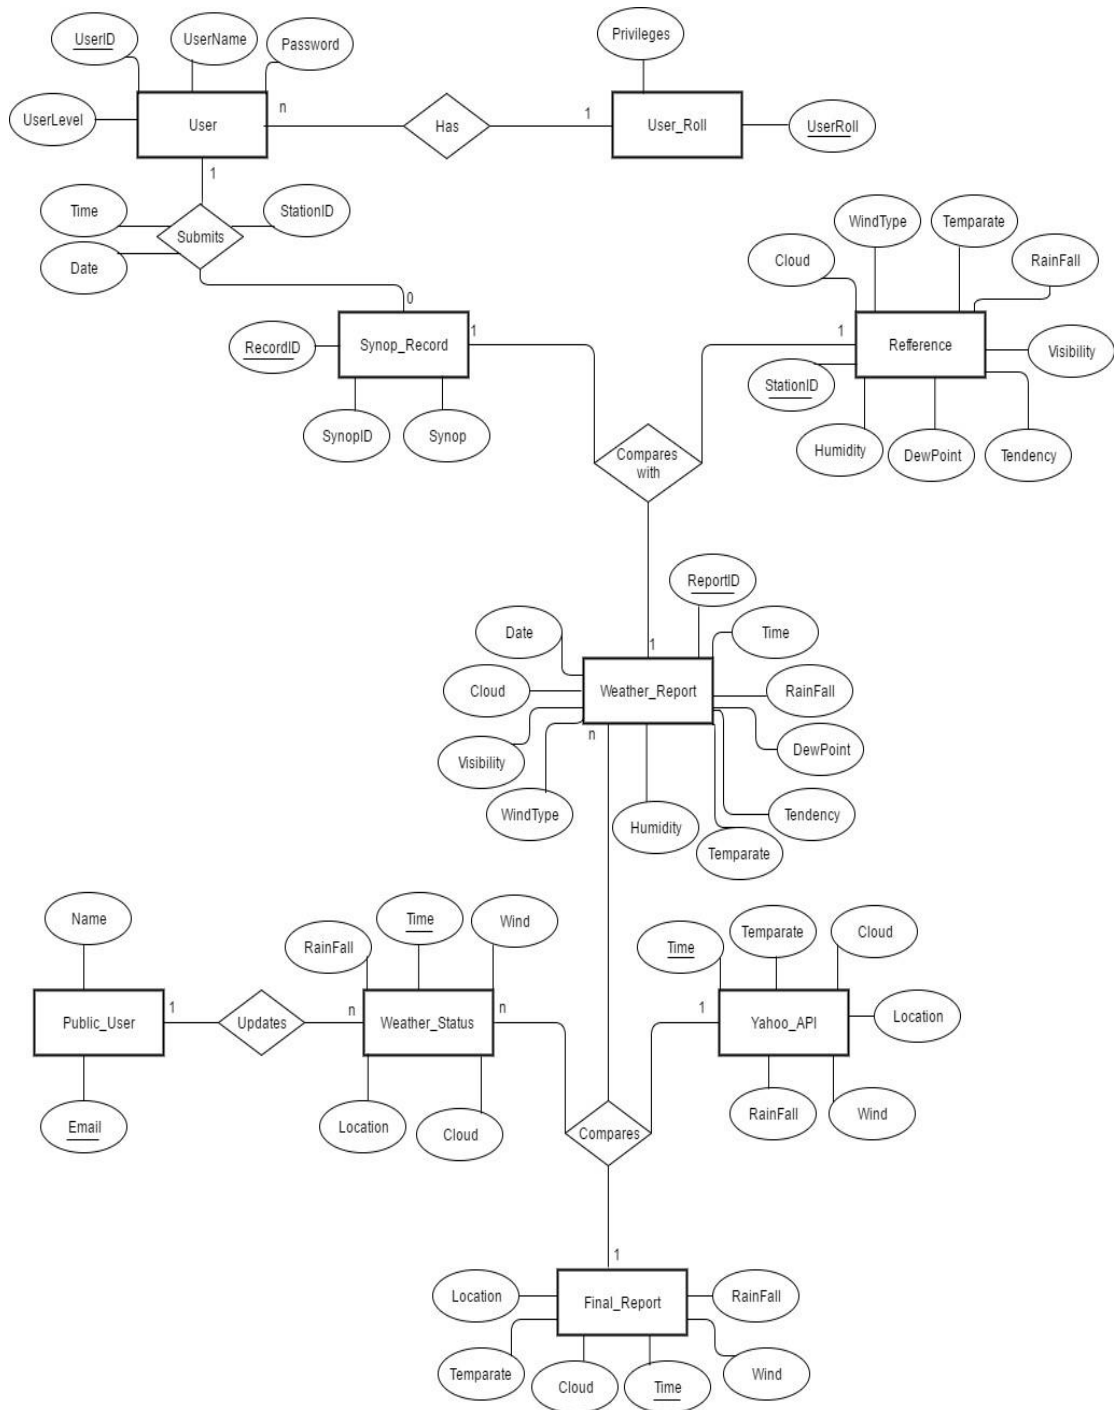 Privileges
UserID
UserName
Password
UserLevel
User
n
Has
1
User_Roll
UserRoll
1
Time
StationID
Submits
Date
WindType
Temparate
Cloud
RainFall
0
RecordID
Synop_Record
1
1
Refference
Visibility
StationID
SynopID
Synop
Humidity
DewPoint
Tendency
Compares
with
ReportID
Date
Time
1
Cloud
Weather_Report
RainFall
n
Visibility
DewPoint
WindType
Humidity
Tendency
Temparate
Name
RainFall
Time
Wind
Time
Temparate
Cloud
Public_User
1
Updates
n
Weather_Status
n
1
Yahoo_API
Location
Email
Location
Cloud
RainFall
Wind
Compares
1
Location
Final_Report
RainFall
Temparate
Cloud
Time
Wind